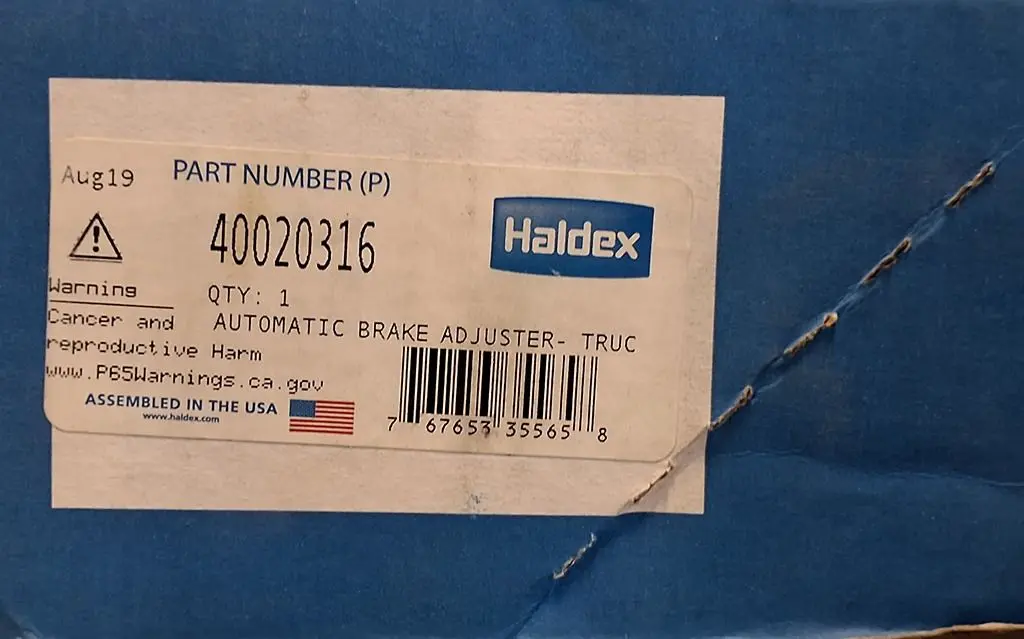 Aug19
PART NUMBER (P)
40020316
Haldex
Warning
QTY: 1
Cancer and
AUTOMATIC BRAKE ADJUSTER- TRUC
reproductive Harm
www.P65Warnings.ca.gov
ASSEMBLED IN THE USA
www.haldex.com
7 67653 35565 8